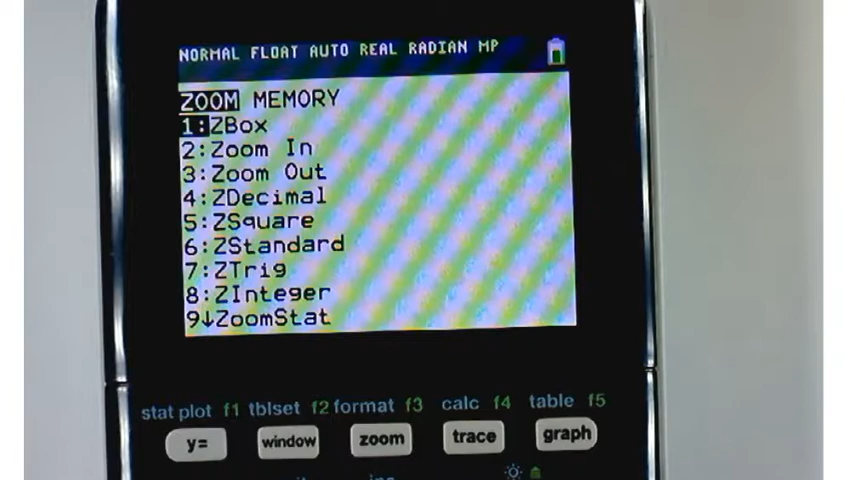 NORMAL FLOAT AUTO REAL RADIAN MP
ZOOM MEMORY
1:ZBox
2:Zoom In
3:Zoom Out
4:ZDecimal
5:ZSquare
6:ZStandard
7:ZTrig
8:ZInteger
9↓ZoomStat
stat plot f1 tblset f2 format f3 calc f4 table f5
y= window zoom trace graph